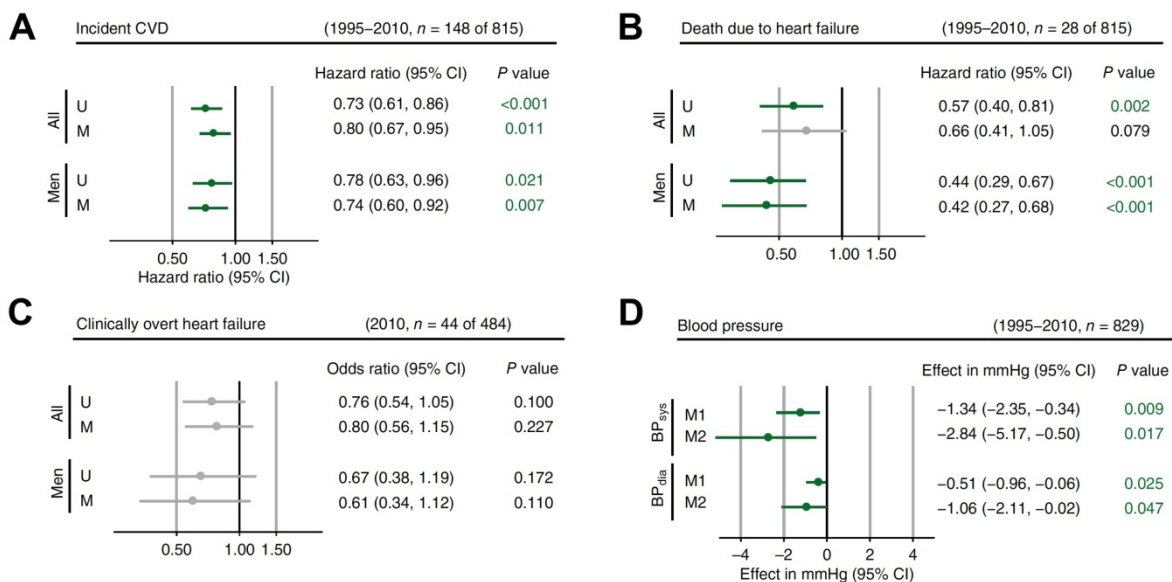 A
Incident CVD (1995–2010, n = 148 of 815)
Hazard ratio (95% CI) P value
All
U 0.73 (0.61, 0.86) <0.001
M 0.80 (0.67, 0.95) 0.011
Men
U 0.78 (0.63, 0.96) 0.021
M 0.74 (0.60, 0.92) 0.007
0.50 1.00 1.50
Hazard ratio (95% CI)
B
Death due to heart failure (1995–2010, n = 28 of 815)
Hazard ratio (95% CI) P value
All
U 0.57 (0.40, 0.81) 0.002
M 0.66 (0.41, 1.05) 0.079
Men
U 0.44 (0.29, 0.67) <0.001
M 0.42 (0.27, 0.68) <0.001
0.50 1.00 1.50
C
Clinically overt heart failure (2010, n = 44 of 484)
Odds ratio (95% CI) P value
All
U 0.76 (0.54, 1.05) 0.100
M 0.80 (0.56, 1.15) 0.227
Men
U 0.67 (0.38, 1.19) 0.172
M 0.61 (0.34, 1.12) 0.110
0.50 1.00 1.50
D
Blood pressure (1995–2010, n = 829)
Effect in mmHg (95% CI) P value
BPsys
M1 −1.34 (−2.35, −0.34) 0.009
M2 −2.84 (−5.17, −0.50) 0.017
BPdia
M1 −0.51 (−0.96, −0.06) 0.025
M2 −1.06 (−2.11, −0.02) 0.047
−4 −2 0 2 4
Effect in mmHg (95% CI)